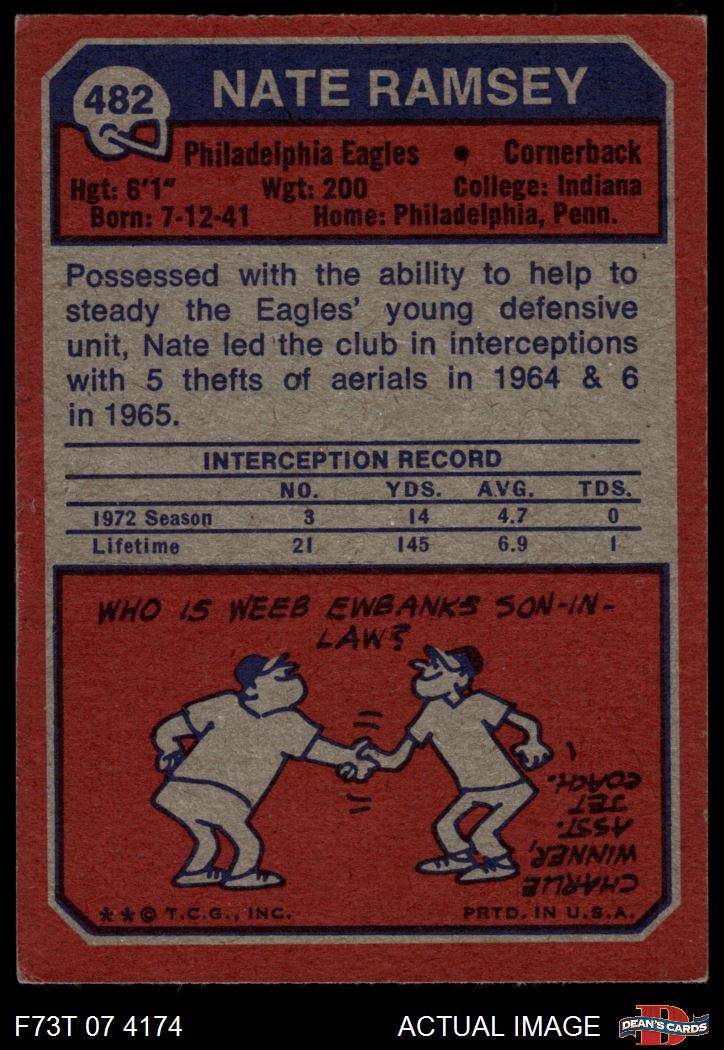 482
NATE RAMSEY
Philadelphia Eagles • Cornerback
Hgt: 6'1" Wgt: 200 College: Indiana
Born: 7-12-41 Home: Philadelphia, Penn.
Possessed with the ability to help to
steady the Eagles' young defensive
unit, Nate led the club in interceptions
with 5 thefts of aerials in 1964 & 6
in 1965.
INTERCEPTION RECORD
NO. YDS. AVG. TDS.
1972 Season 3 14 4.7 0
Lifetime 21 145 6.9 1
WHO IS WEEB EWBANKS SON-IN-
LAW?
CHARLIE
WINNER,
ASST.
JET
COACH.
**© T.C.G., INC. PRTD. IN U.S.A.
F73T 07 4174 ACTUAL IMAGE
D
DEAN'S CARDS